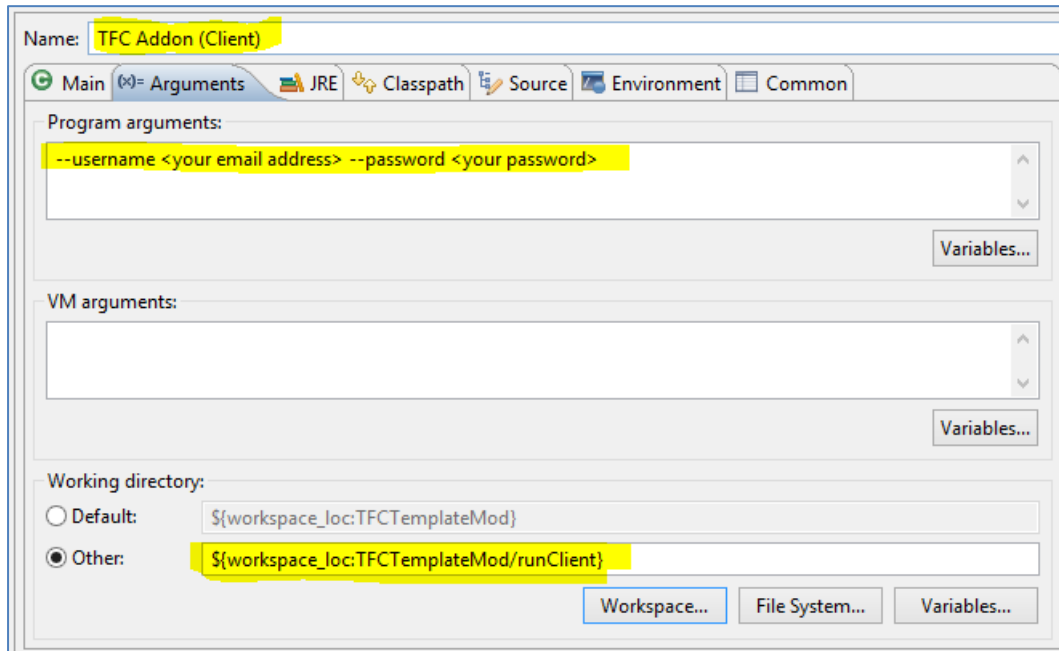 Name: TFC Addon (Client)
Main (x)= Arguments JRE Classpath Source Environment Common
Program arguments:
--username <your email address> --password <your password>
Variables...
VM arguments:
Variables...
Working directory:
Default: ${workspace_loc:TFCTemplateMod}
Other: ${workspace_loc:TFCTemplateMod/runClient}
Workspace... File System... Variables...